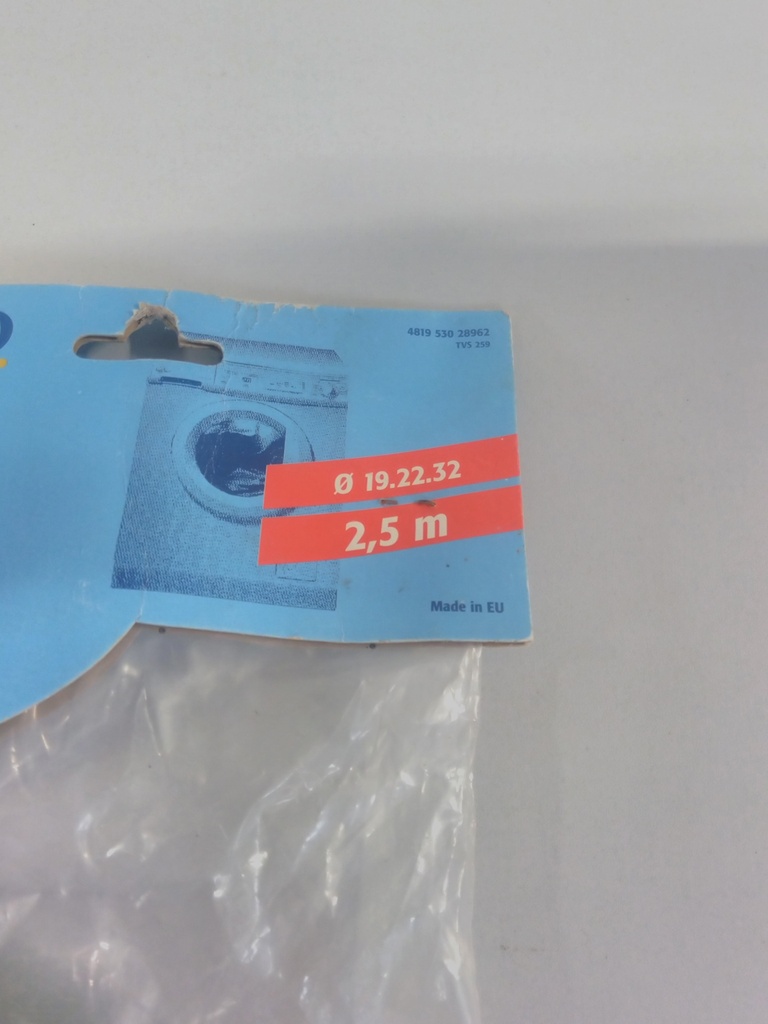 4819 530 28962
TVS 259
Ø 19.22.32
2,5 m
Made in EU